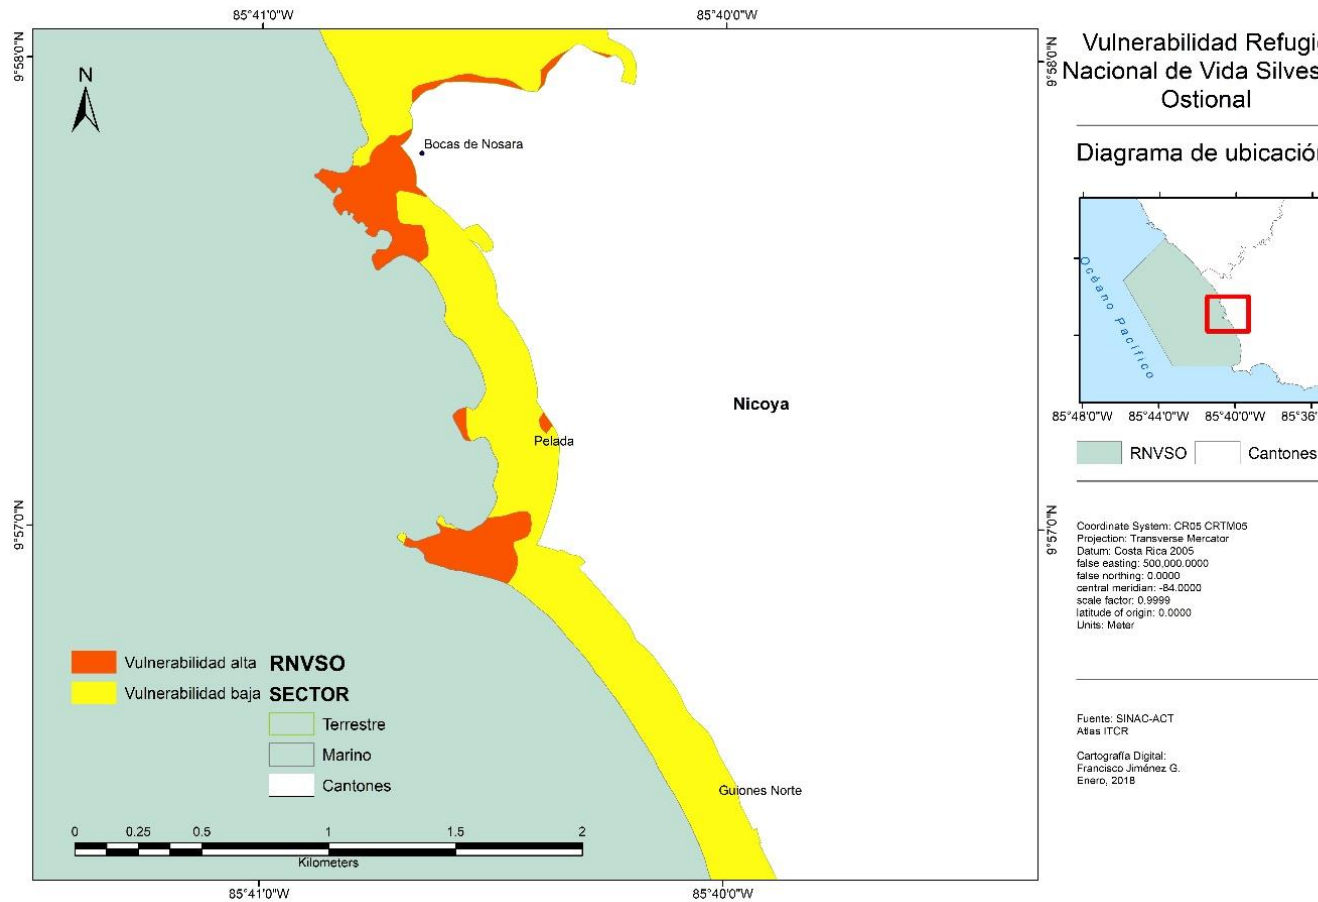 85°41'0"W
85°40'0"W
9°58'0"N
9°58'0"N
N
Bocas de Nosara
Nicoya
Pelada
9°57'0"N
9°57'0"N
Vulnerabilidad alta RNVSO
Vulnerabilidad baja SECTOR
Terrestre
Marino
Cantones
Guiones Norte
0 0.25 0.5 1 1.5 2
Kilometers
85°41'0"W
85°40'0"W
Vulnerabilidad Refugi
Nacional de Vida Silves
Ostional
Diagrama de ubicación
Océano Pacífico
85°48'0"W 85°44'0"W 85°40'0"W 85°36'
RNVSO Cantones
Coordinate System: CR05 CRTM05
Projection: Transverse Mercator
Datum: Costa Rica 2005
false easting: 500,000.0000
false northing: 0.0000
central meridian: -84.0000
scale factor: 0.9999
latitude of origin: 0.0000
Units: Meter
Fuente: SINAC-ACT
Atlas ITCR
Cartografía Digital:
Francisco Jiménez G.
Enero, 2018